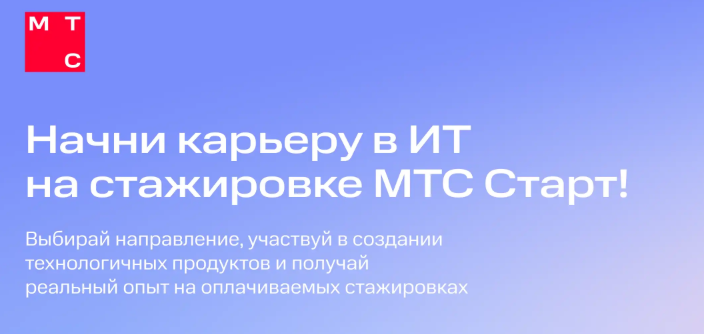 М Т
С
Начни карьеру в ИТ
на стажировке МТС Старт!
Выбирай направление, участвуй в создании
технологичных продуктов и получай
реальный опыт на оплачиваемых стажировках